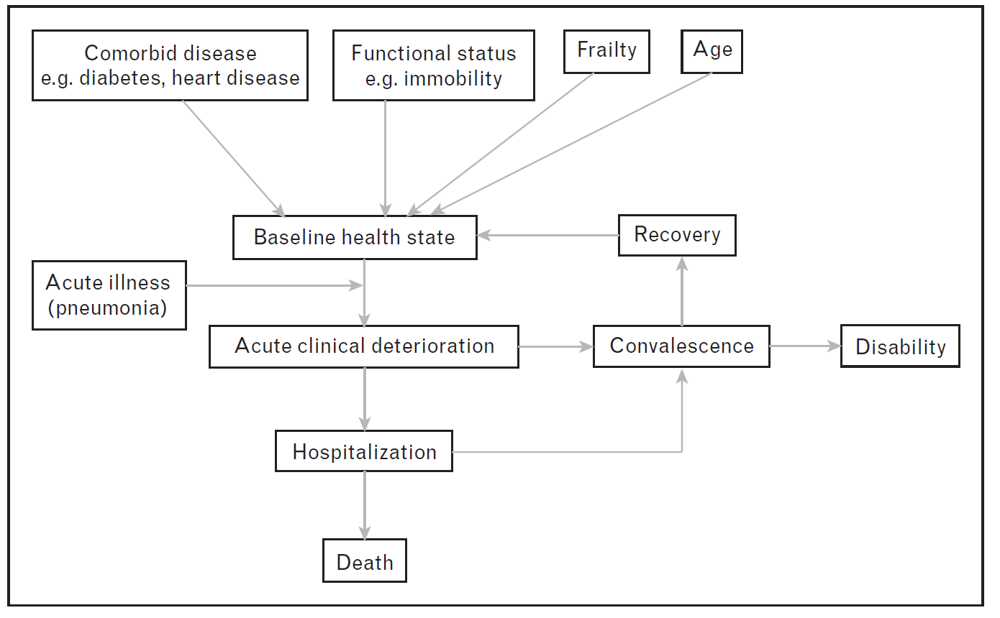 Comorbid disease
e.g. diabetes, heart disease
Functional status
e.g. immobility
Frailty
Age
Baseline health state
Recovery
Acute illness
(pneumonia)
Acute clinical deterioration
Convalescence
Disability
Hospitalization
Death